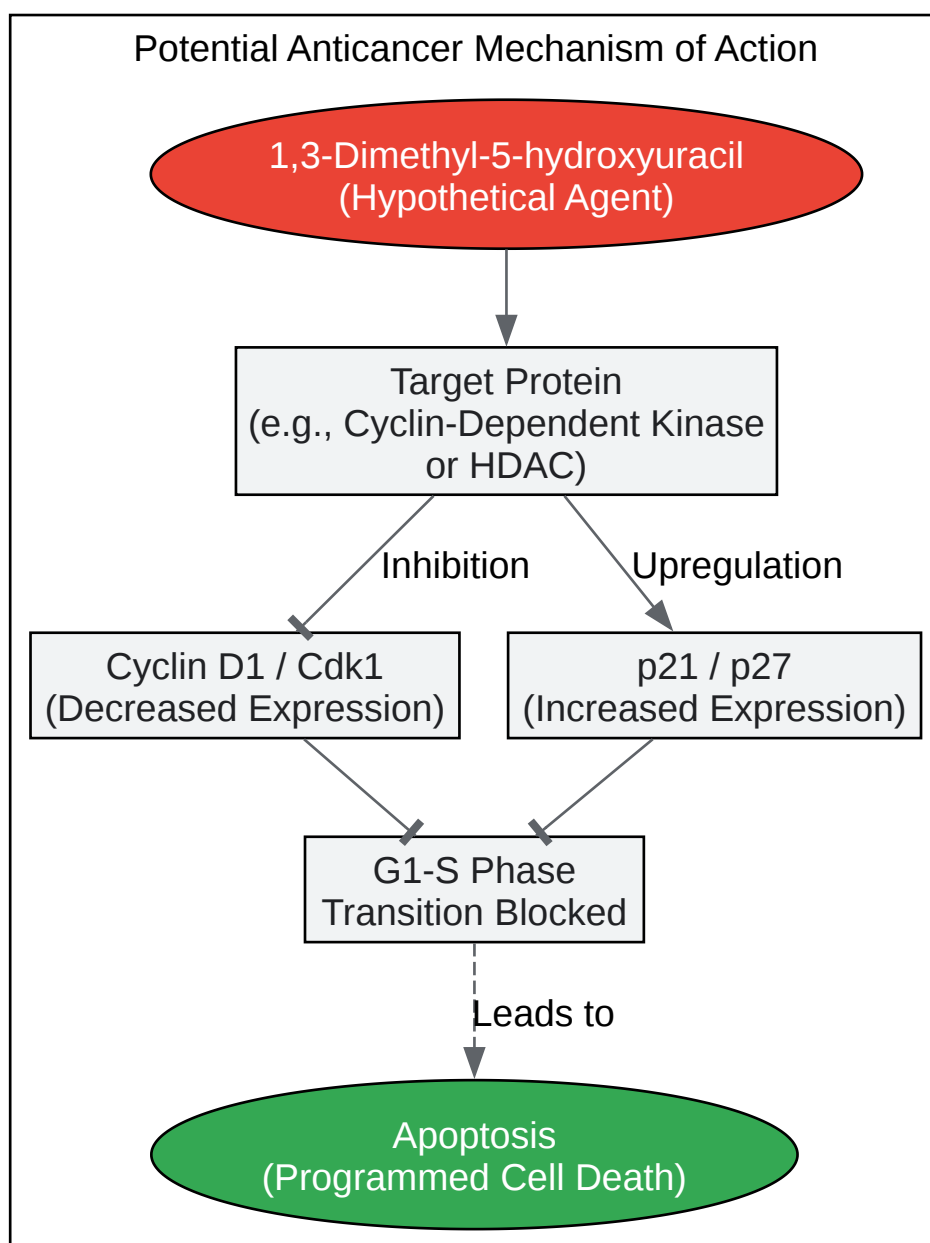 Potential Anticancer Mechanism of Action
1,3-Dimethyl-5-hydroxyuracil
(Hypothetical Agent)
Target Protein
(e.g., Cyclin-Dependent Kinase
or HDAC)
Inhibition
Upregulation
Cyclin D1 / Cdk1
(Decreased Expression)
p21 / p27
(Increased Expression)
G1-S Phase
Transition Blocked
Leads to
Apoptosis
(Programmed Cell Death)